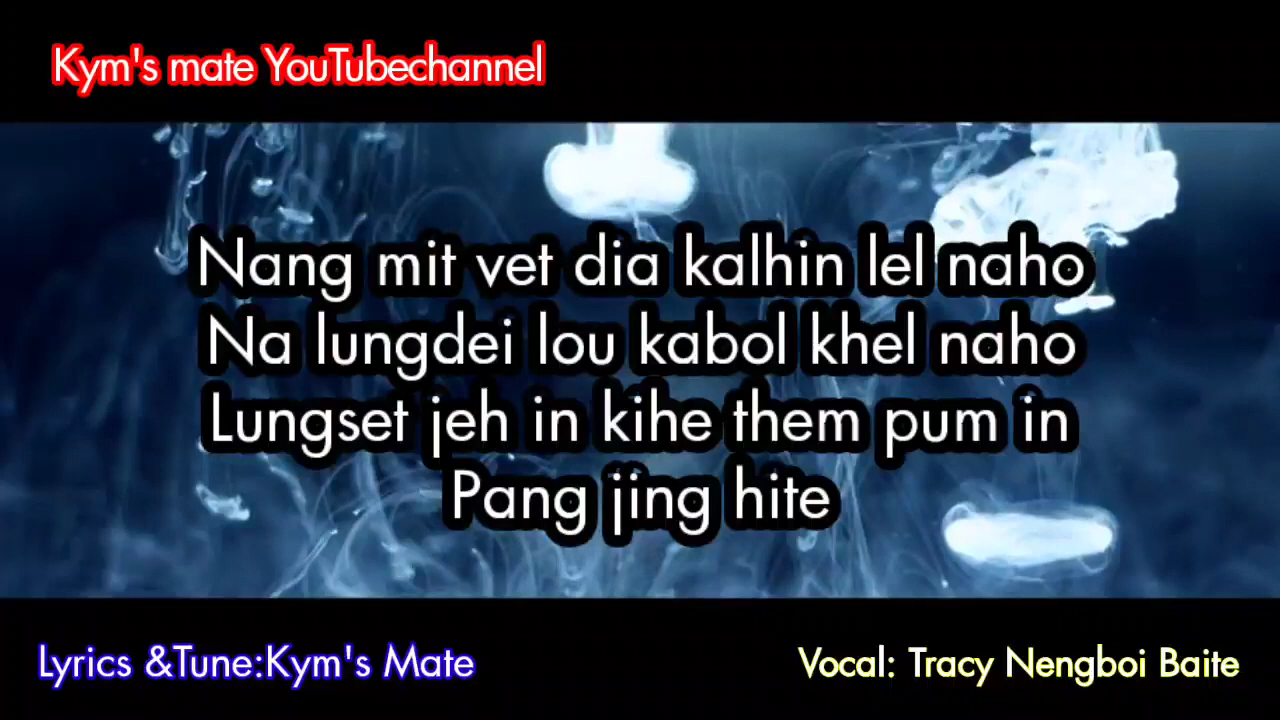 Kym's mate YouTubechannel
Nang mit vet dia kalhin lel naho
Na lungdei lou kabol khel naho
Lungset jeh in kihe them pum in
Pang jing hite
Lyrics &Tune:Kym's Mate
Vocal: Tracy Nengboi Baite